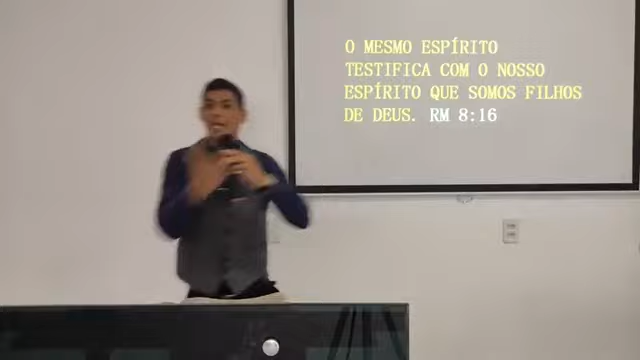 O MESMO ESPÍRITO
TESTIFICA COM O NOSSO
ESPÍRITO QUE SOMOS FILHOS
DE DEUS. RM 8:16